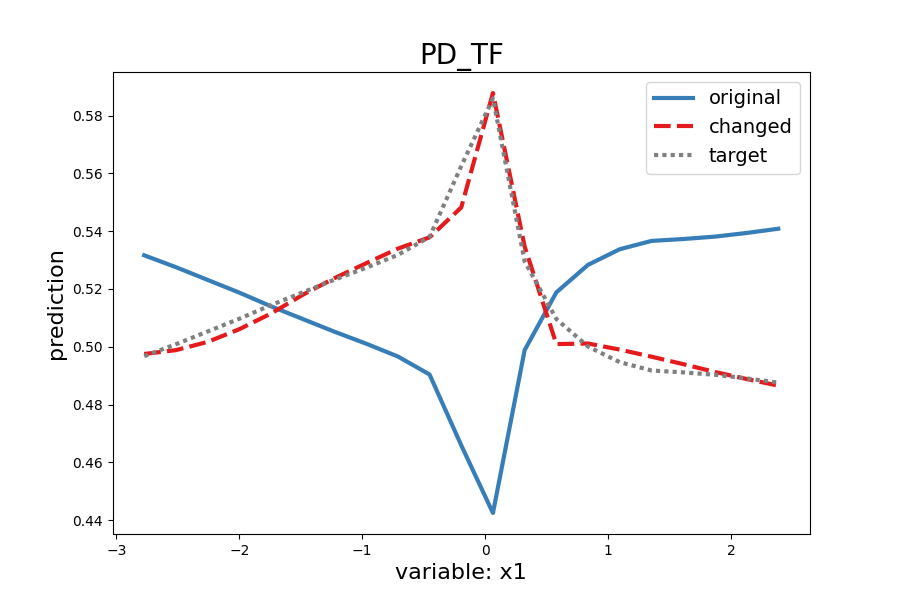 PD_TF
original
changed
target
0.58
0.56
0.54
0.52
0.50
0.48
0.46
0.44
prediction
−3 −2 −1 0 1 2
variable: x1